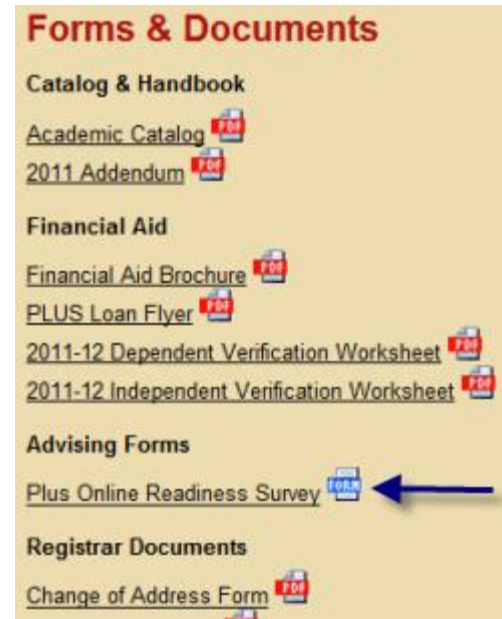 Forms & Documents
Catalog & Handbook
Academic Catalog PDF
2011 Addendum PDF
Financial Aid
Financial Aid Brochure PDF
PLUS Loan Flyer PDF
2011-12 Dependent Verification Worksheet PDF
2011-12 Independent Verification Worksheet PDF
Advising Forms
Plus Online Readiness Survey FORM
Registrar Documents
Change of Address Form PDF